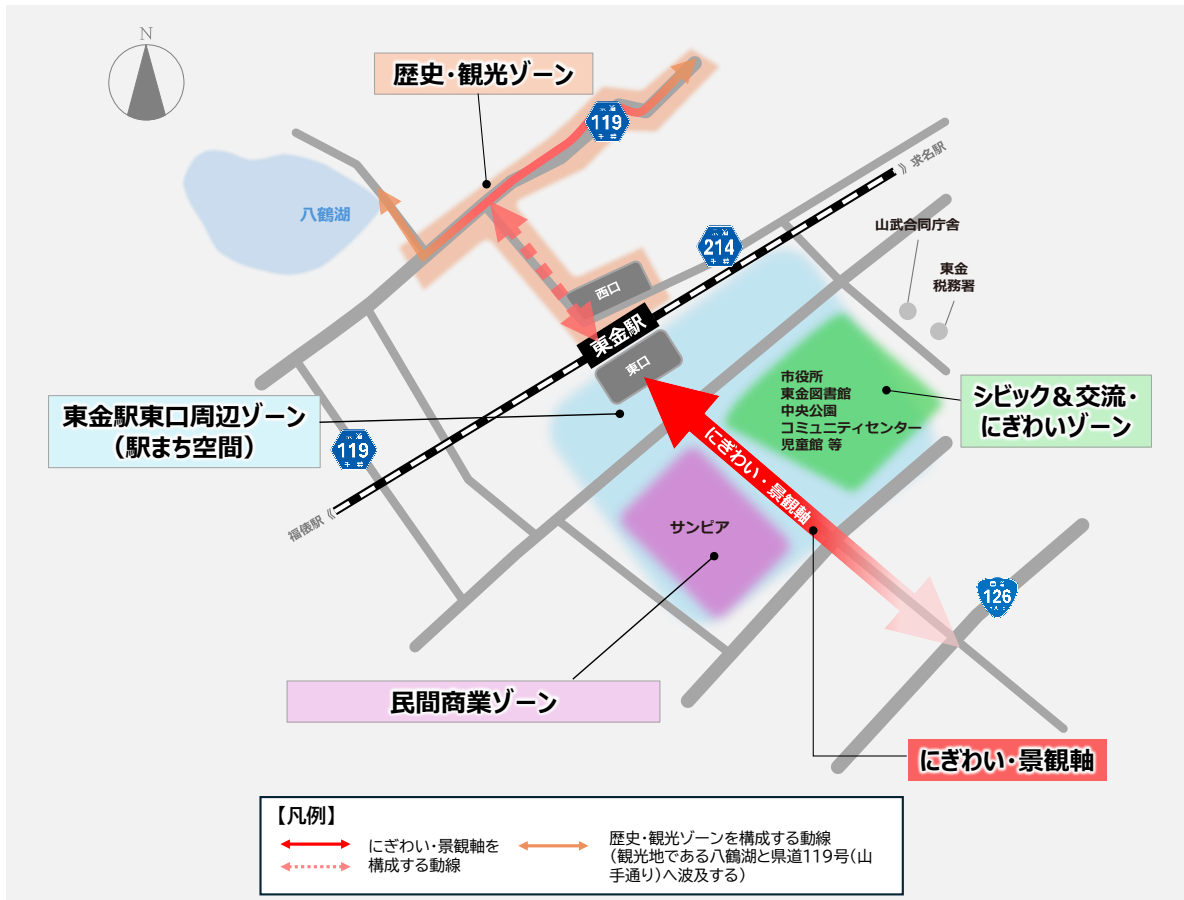 N
歴史・観光ゾーン
119
八鶴湖
214
求名駅
山武合同庁舎
東金
税務署
西口
東金駅
東口
市役所
東金図書館
中央公園
コミュニティセンター
児童館 等
シビック&交流・
にぎわいゾーン
東金駅東口周辺ゾーン
(駅まち空間)
119
福俵駅
にぎわい・景観軸
サンピア
126
民間商業ゾーン
にぎわい・景観軸
【凡例】
にぎわい・景観軸を
構成する動線
歴史・観光ゾーンを構成する動線
(観光地である八鶴湖と県道119号(山
手通り)へ波及する)